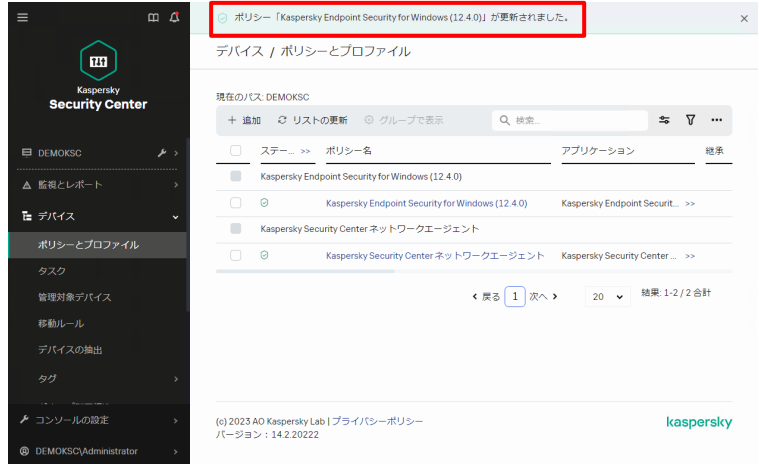 ポリシー「Kaspersky Endpoint Security for Windows (12.4.0)」が更新されました。
デバイス / ポリシーとプロファイル
Kaspersky
Security Center
DEMOKSC
監視とレポート
デバイス
ポリシーとプロファイル
タスク
管理対象デバイス
移動ルール
デバイスの抽出
タグ
コンソールの設定
DEMOKSC\Administrator
現在のパス: DEMOKSC
+ 追加 リストの更新 グループで表示 検索...
ステー... >> ポリシー名 アプリケーション 継承
Kaspersky Endpoint Security for Windows (12.4.0)
Kaspersky Endpoint Security for Windows (12.4.0) Kaspersky Endpoint Securit... >>
Kaspersky Security Center ネットワークエージェント
Kaspersky Security Center ネットワークエージェント Kaspersky Security Center ... >>
戻る 1 次へ 20 結果: 1-2 / 2 合計
(c) 2023 AO Kaspersky Lab | プライバシーポリシー
バージョン : 14.2.20222
kaspersky